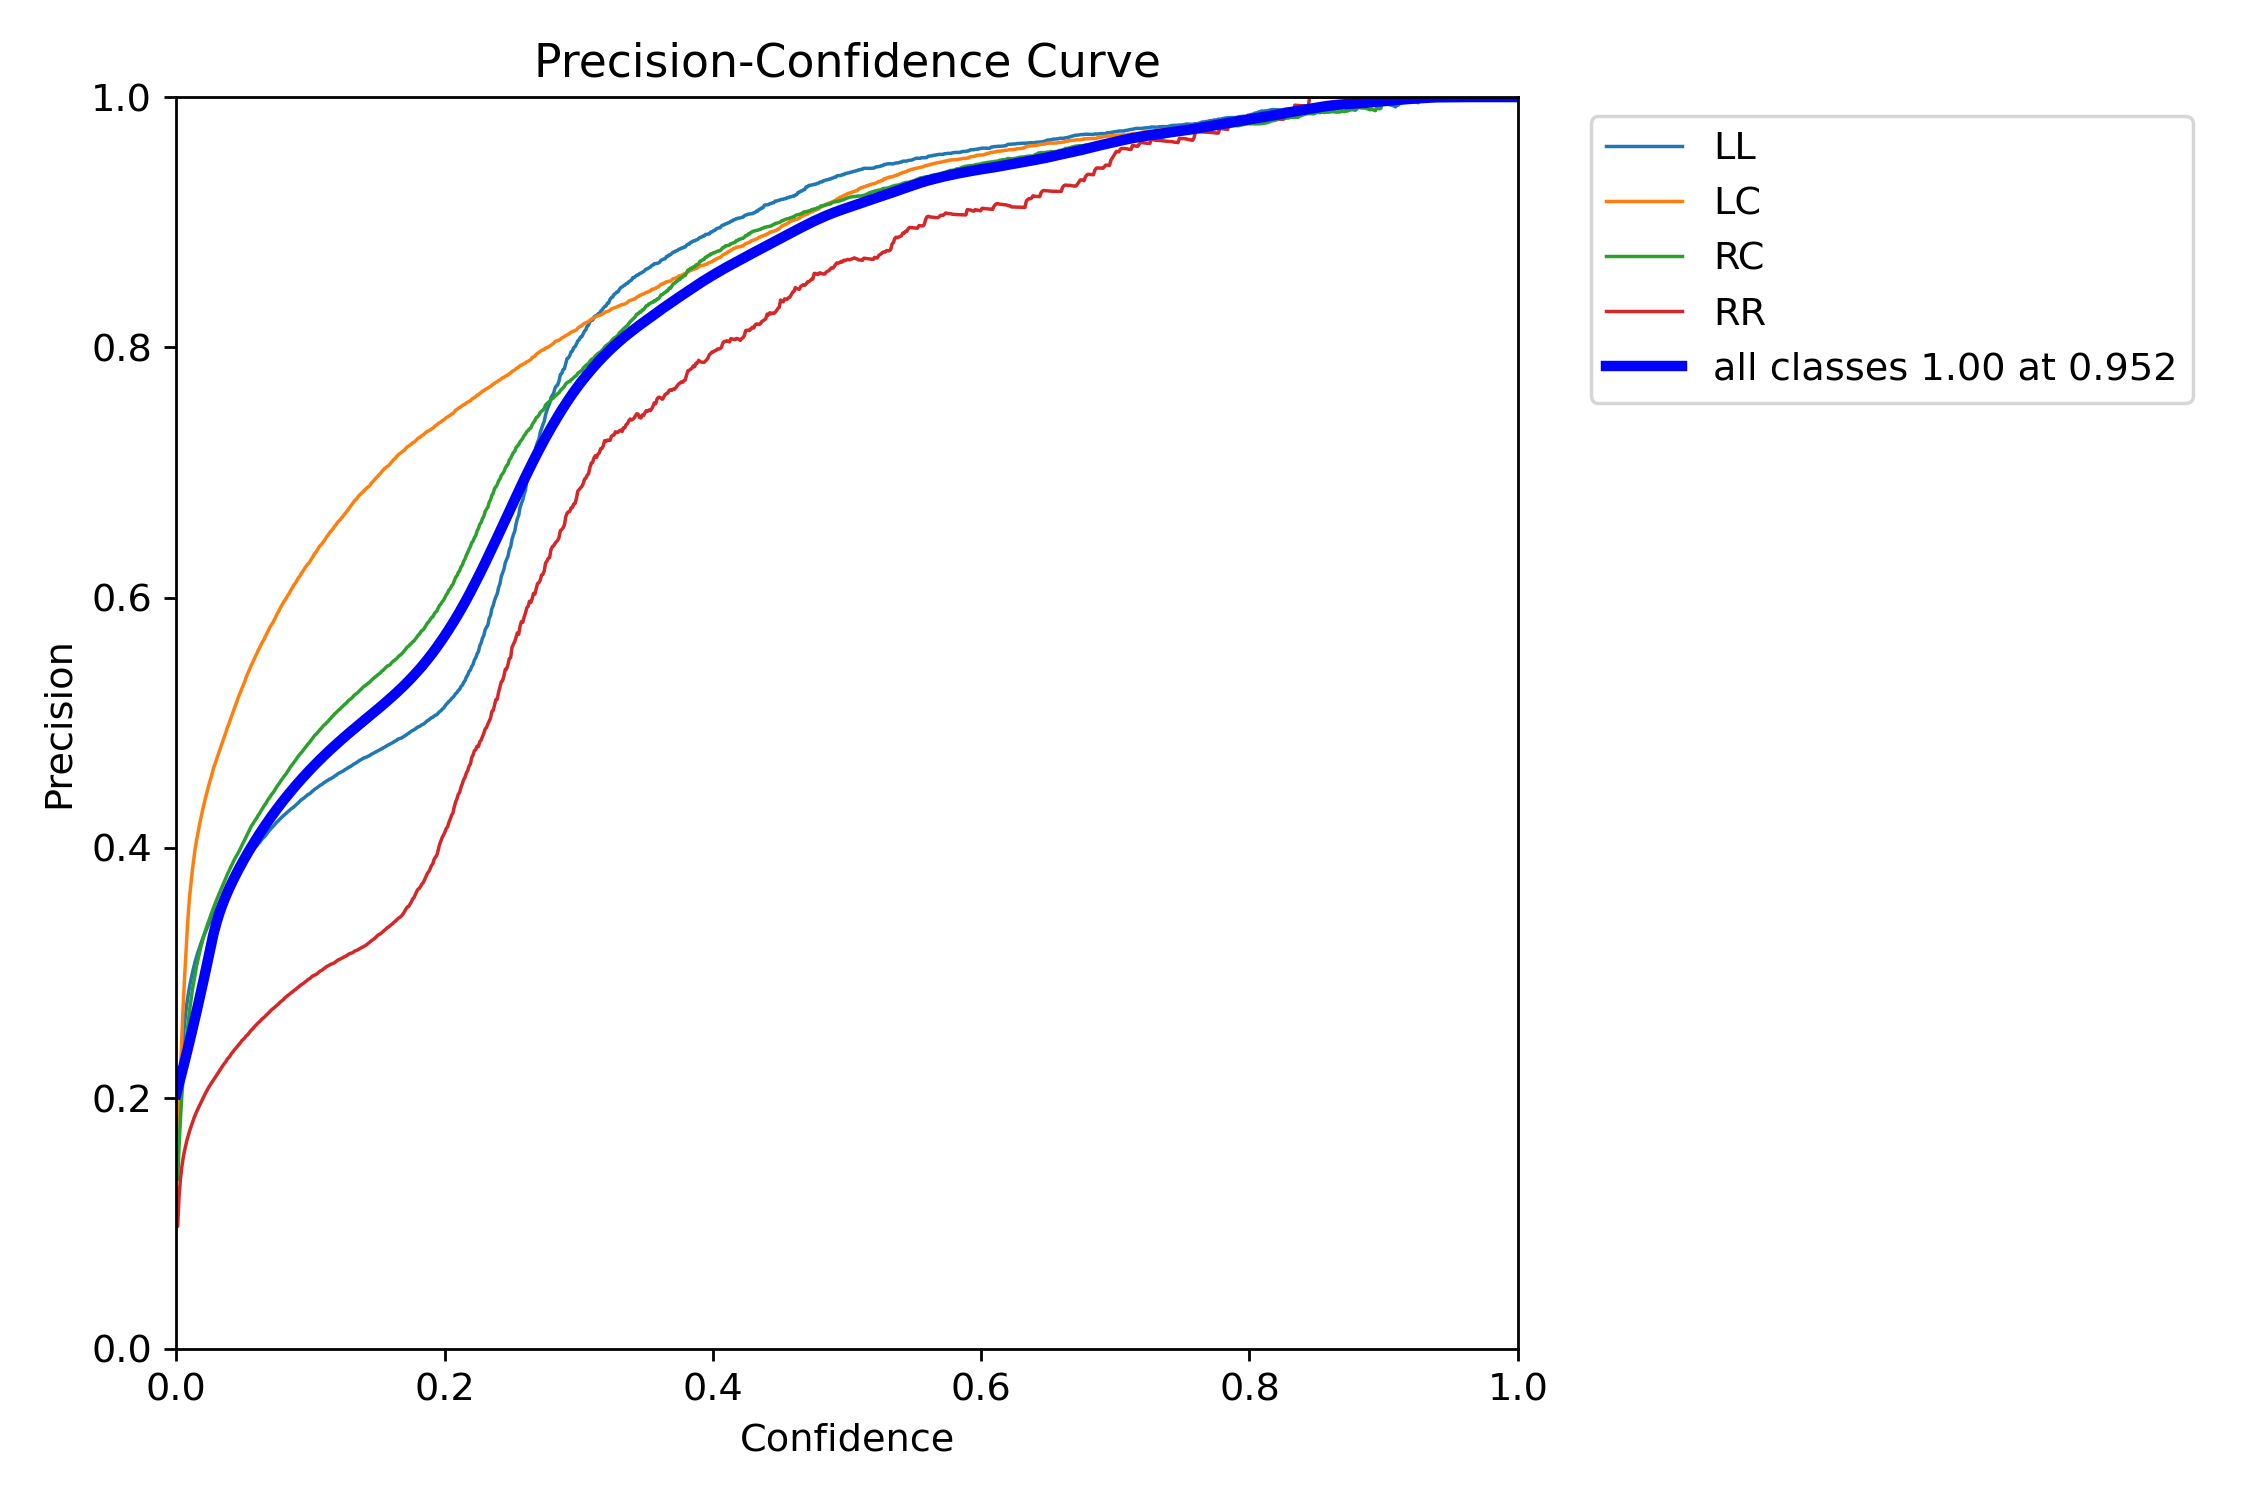 Precision-Confidence Curve
1.0
0.8
0.6
0.4
0.2
0.0
Precision
0.0 0.2 0.4 0.6 0.8 1.0
Confidence
LL
LC
RC
RR
all classes 1.00 at 0.952